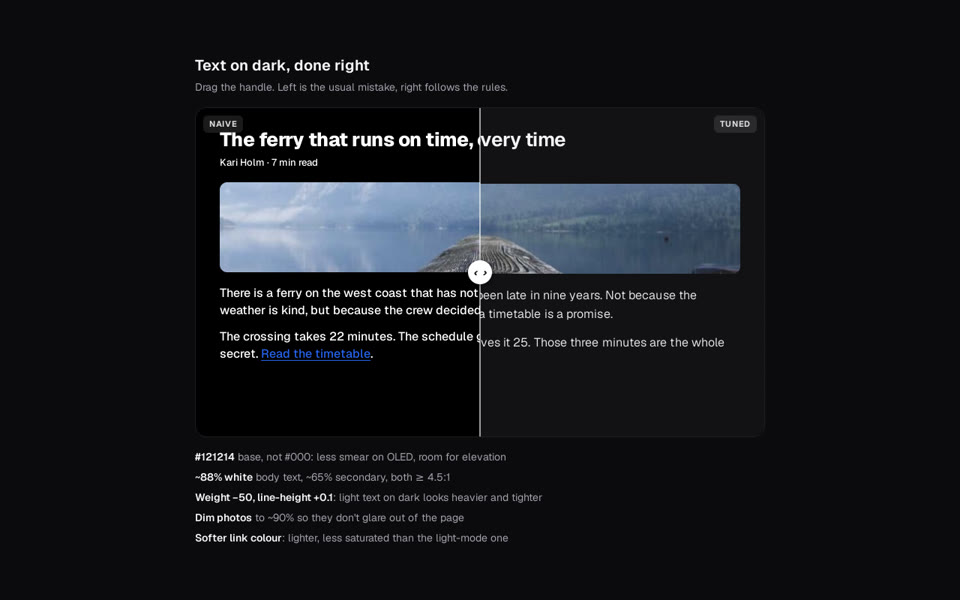 Text on dark, done right
Drag the handle. Left is the usual mistake, right follows the rules.
NAIVE
TUNED
The ferry that runs on time, every time
Kari Holm · 7 min read
There is a ferry on the west coast that has not been late in nine years. Not because the
weather is kind, but because the crew decided a timetable is a promise.
The crossing takes 22 minutes. The schedule gives it 25. Those three minutes are the whole
secret. Read the timetable.
#121214 base, not #000: less smear on OLED, room for elevation
~88% white body text, ~65% secondary, both ≥ 4.5:1
Weight −50, line-height +0.1: light text on dark looks heavier and tighter
Dim photos to ~90% so they don't glare out of the page
Softer link colour: lighter, less saturated than the light-mode one